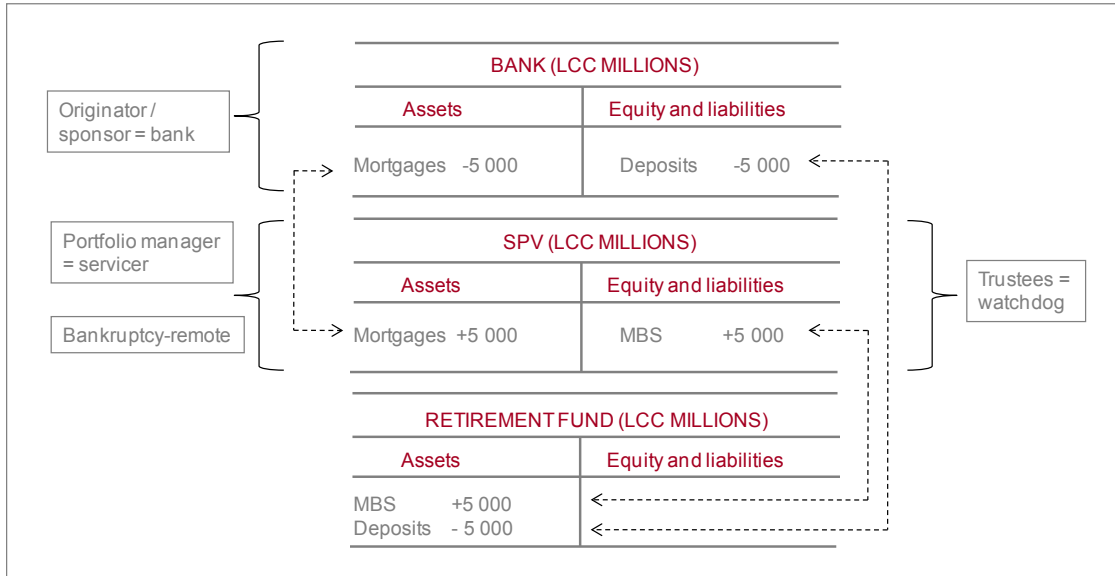 BANK (LCC MILLIONS)
Assets
Equity and liabilities
Originator /
sponsor = bank
Mortgages -5 000
Deposits -5 000
Portfolio manager
= servicer
SPV (LCC MILLIONS)
Assets
Equity and liabilities
Trustees =
watchdog
Bankruptcy-remote
Mortgages +5 000
MBS +5 000
RETIREMENT FUND (LCC MILLIONS)
Assets
Equity and liabilities
MBS +5 000
Deposits - 5 000